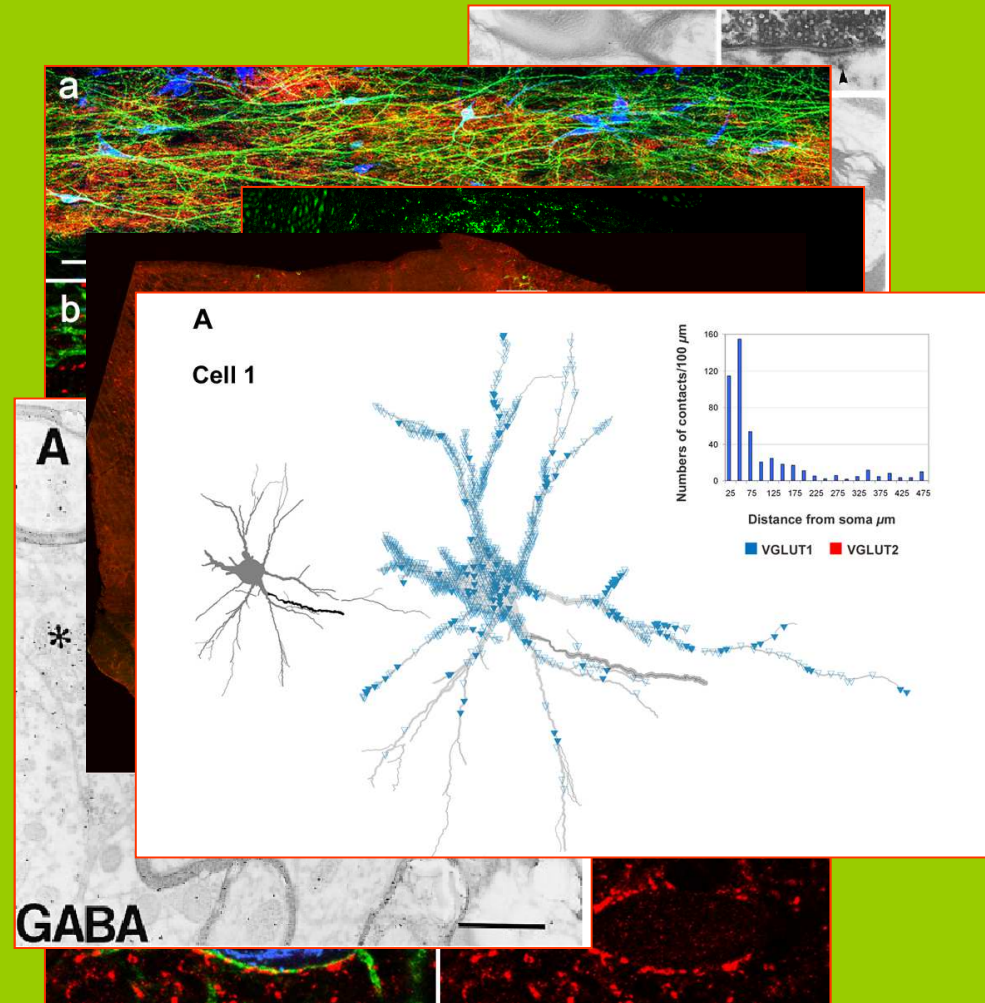 a
b
A
Cell 1
Numbers of contacts/100 µm
160
120
80
40
0
25 75 125 175 225 275 325 375 425 475
Distance from soma µm
VGLUT1 VGLUT2
A
*
GABA